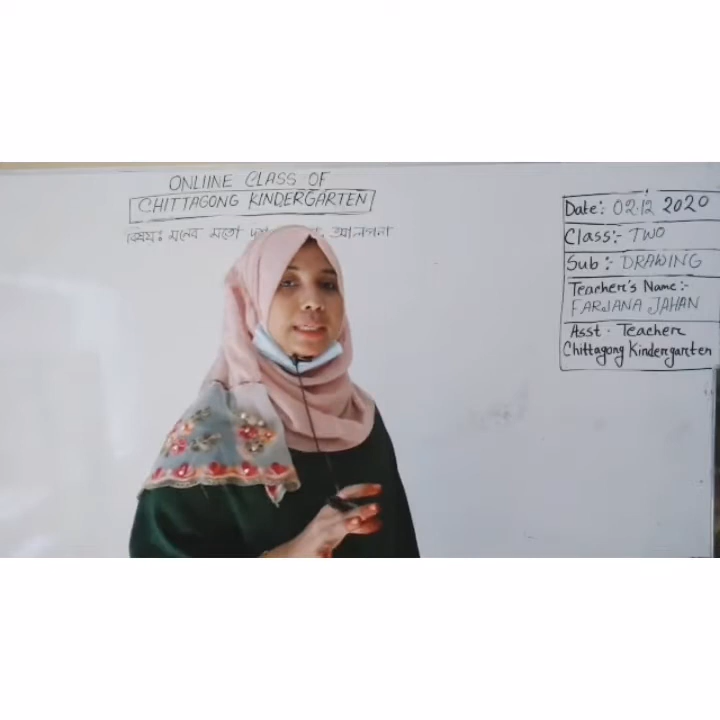 ONLIINE CLASS OF
CHITTAGONG KINDERGARTEN
বিষয়ঃ মনের মতো আলপনা
Date:- 02.12 2020
Class:- TWO
Sub:- DRAWING
Teacher's Name:-
FARJANA JAHAN
Asst. Teacher
Chittagong Kindergarten